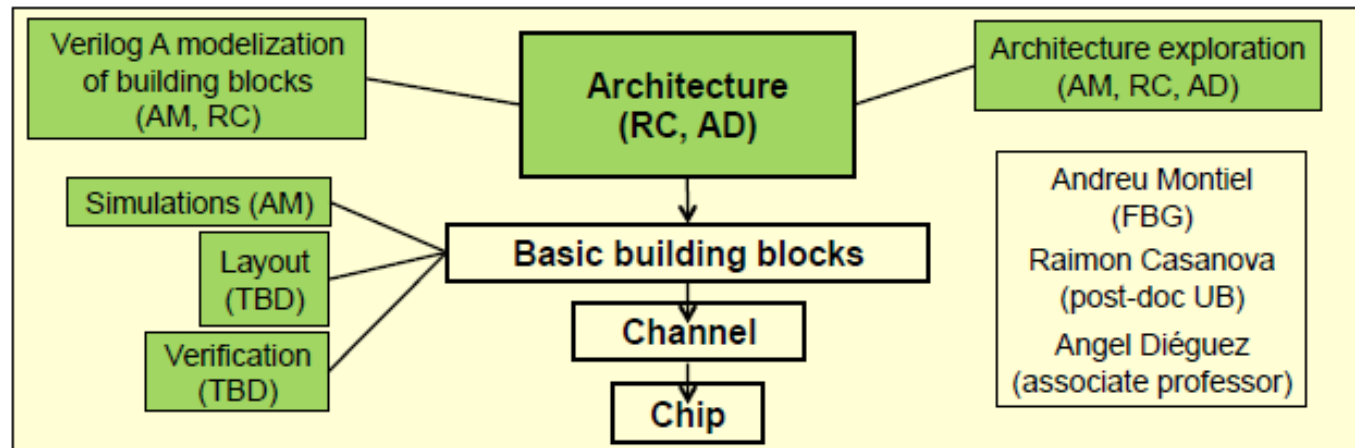 Verilog A modelization
of building blocks
(AM, RC)
Architecture
(RC, AD)
Architecture exploration
(AM, RC, AD)
Simulations (AM)
Layout
(TBD)
Verification
(TBD)
Basic building blocks
Channel
Chip
Andreu Montiel
(FBG)
Raimon Casanova
(post-doc UB)
Angel Diéguez
(associate professor)